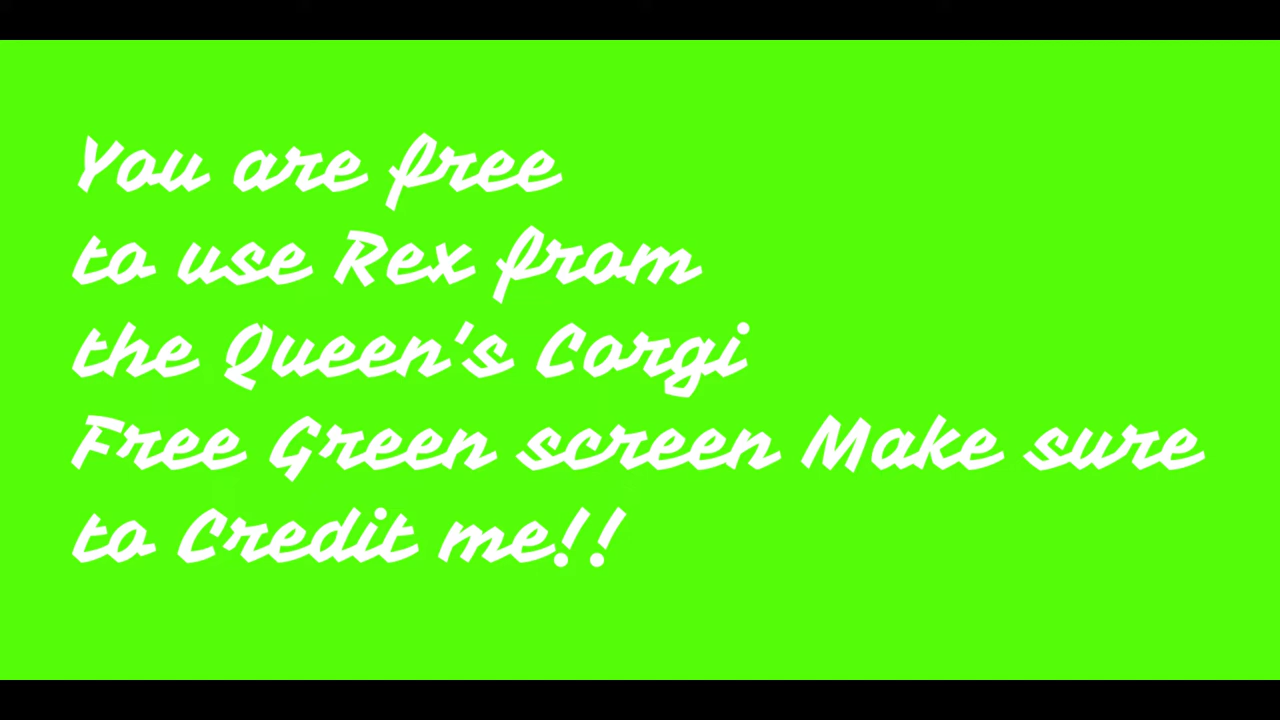 You are free
to use Rex from
the Queen's Corgi
Free Green screen Make sure
to Credit me!!